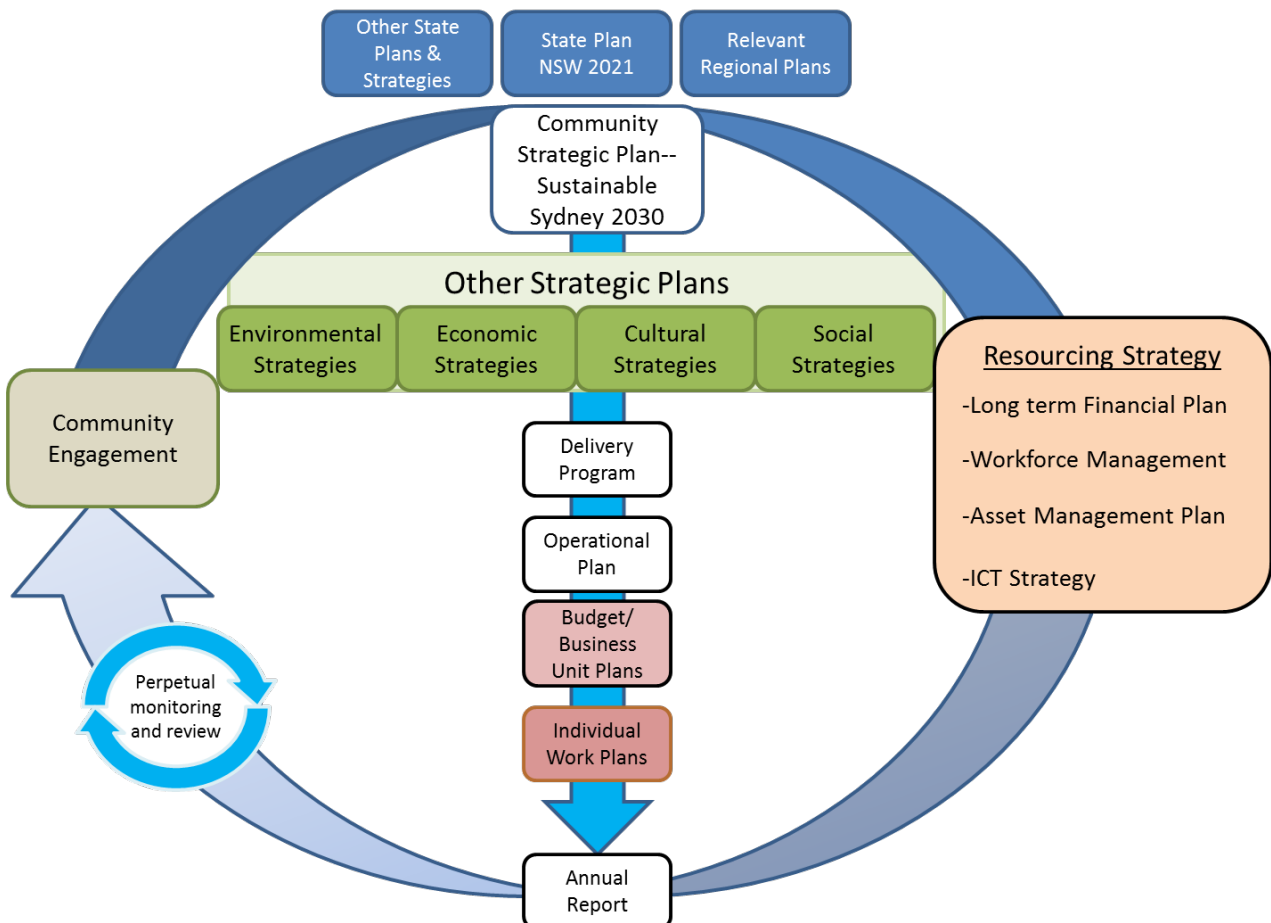 Other State
Plans &
Strategies
State Plan
NSW 2021
Relevant
Regional Plans
Community
Strategic Plan--
Sustainable
Sydney 2030
Other Strategic Plans
Environmental
Strategies
Economic
Strategies
Cultural
Strategies
Social
Strategies
Community
Engagement
Resourcing Strategy
-Long term Financial Plan
-Workforce Management
-Asset Management Plan
-ICT Strategy
Delivery
Program
Operational
Plan
Budget/
Business
Unit Plans
Individual
Work Plans
Perpetual
monitoring
and review
Annual
Report